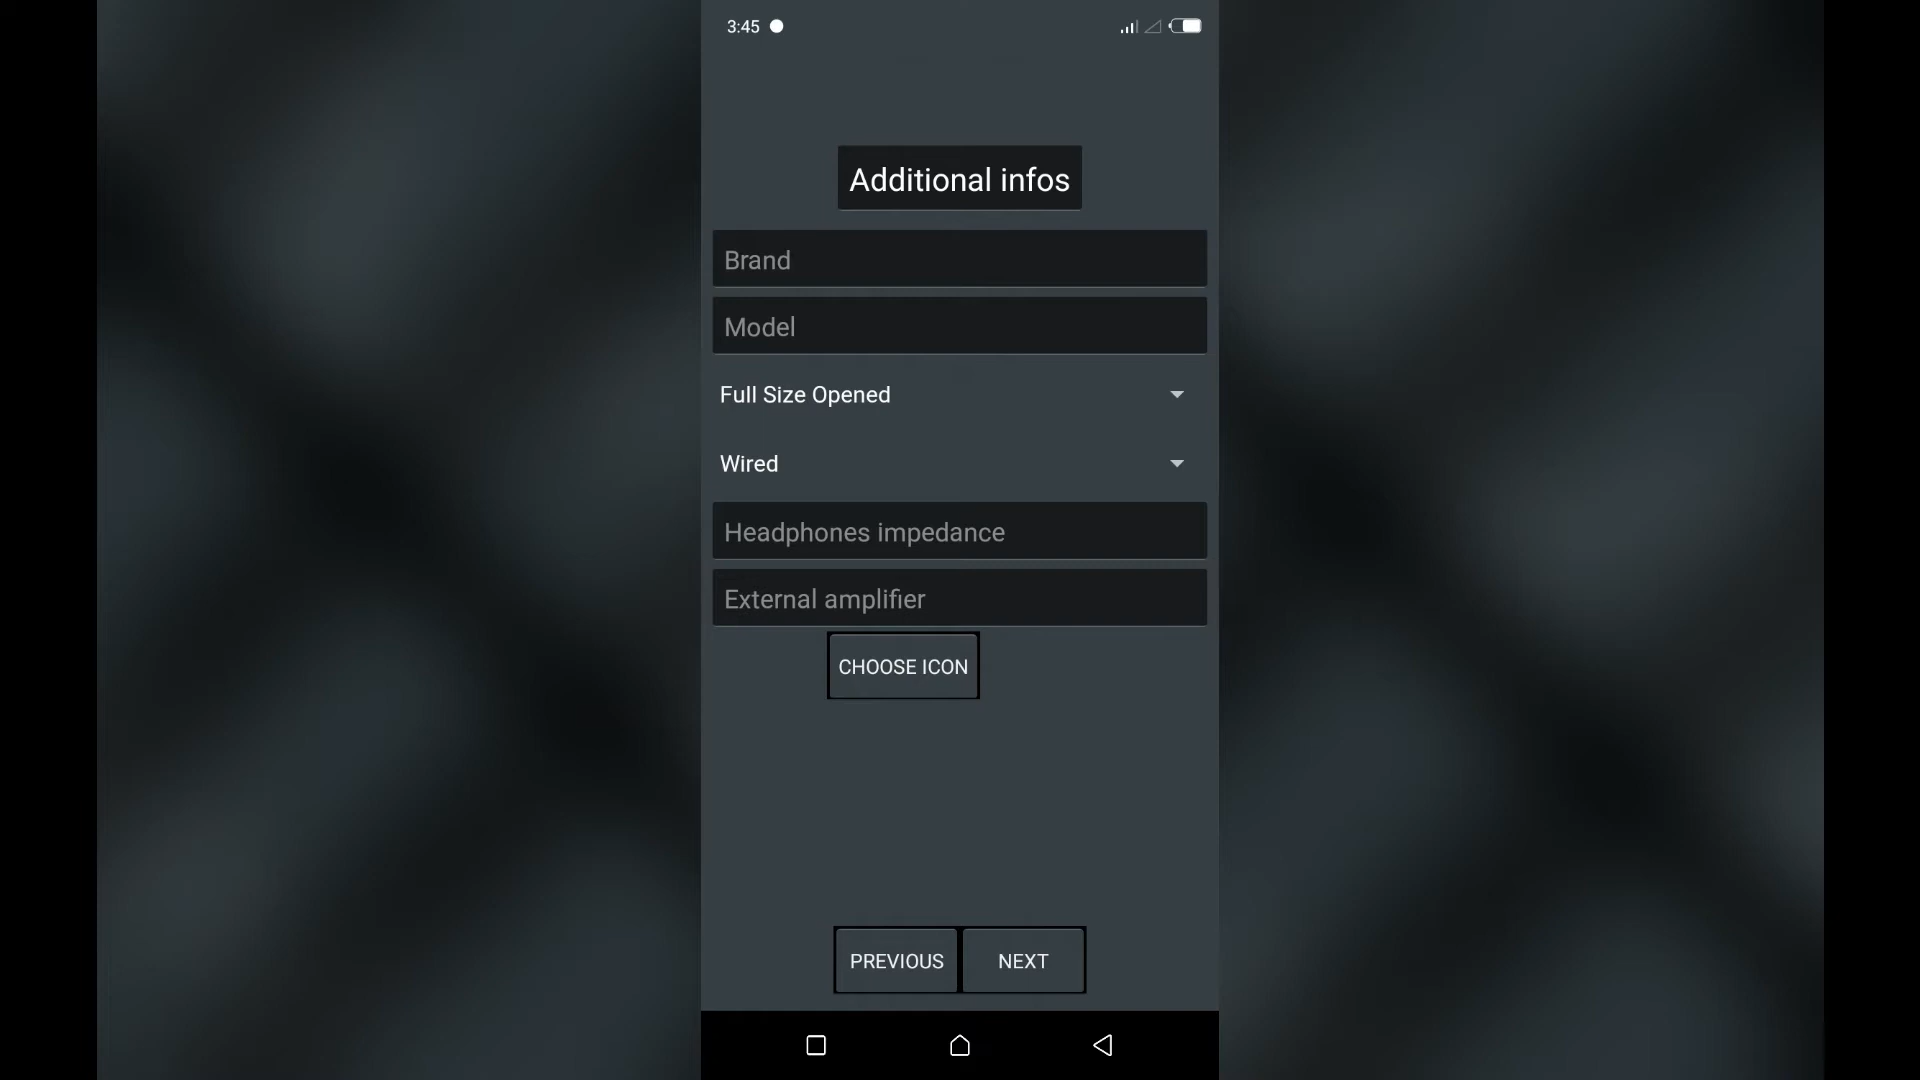 3:45
Additional infos
Brand
Model
Full Size Opened
Wired
Headphones impedance
External amplifier
CHOOSE ICON
PREVIOUS NEXT